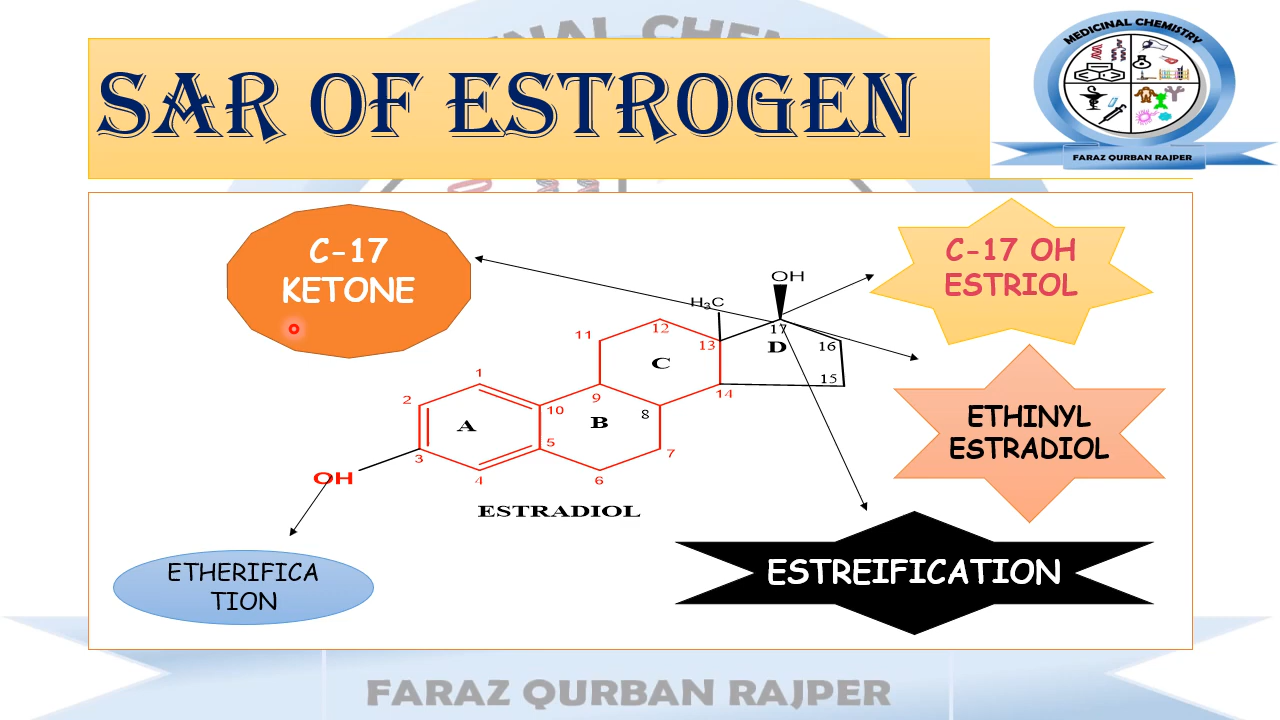 SAR OF ESTROGEN
MEDICINAL CHEMISTRY
FARAZ QURBAN RAJPER
C-17
KETONE
C-17 OH
ESTRIOL
OH
H₃C
11
12
13
17
D
16
15
C
14
1
2
10
9
8
A
B
5
3
7
4
6
OH
ESTRADIOL
ETHINYL
ESTRADIOL
ETHERIFICA
TION
ESTREIFICATION
FARAZ QURBAN RAJPER